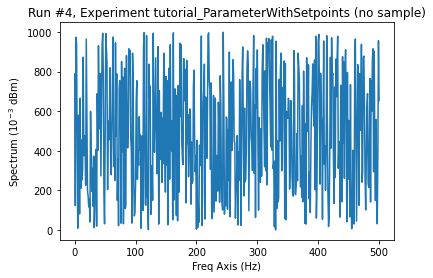 Run #4, Experiment tutorial_ParameterWithSetpoints (no sample)
1000
800
600
400
200
0
Spectrum (10⁻³ dBm)
0 100 200 300 400 500
Freq Axis (Hz)